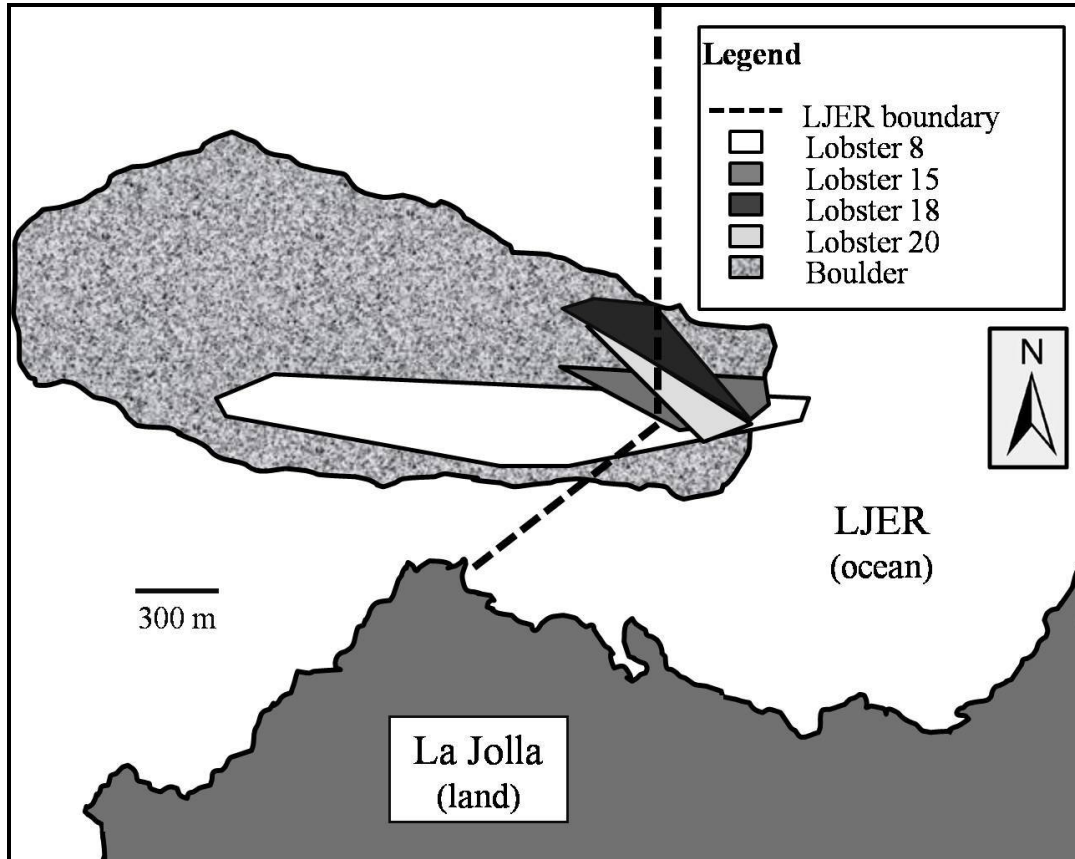 Legend
LJER boundary
Lobster 8
Lobster 15
Lobster 18
Lobster 20
Boulder
N
LJER
(ocean)
300 m
La Jolla
(land)